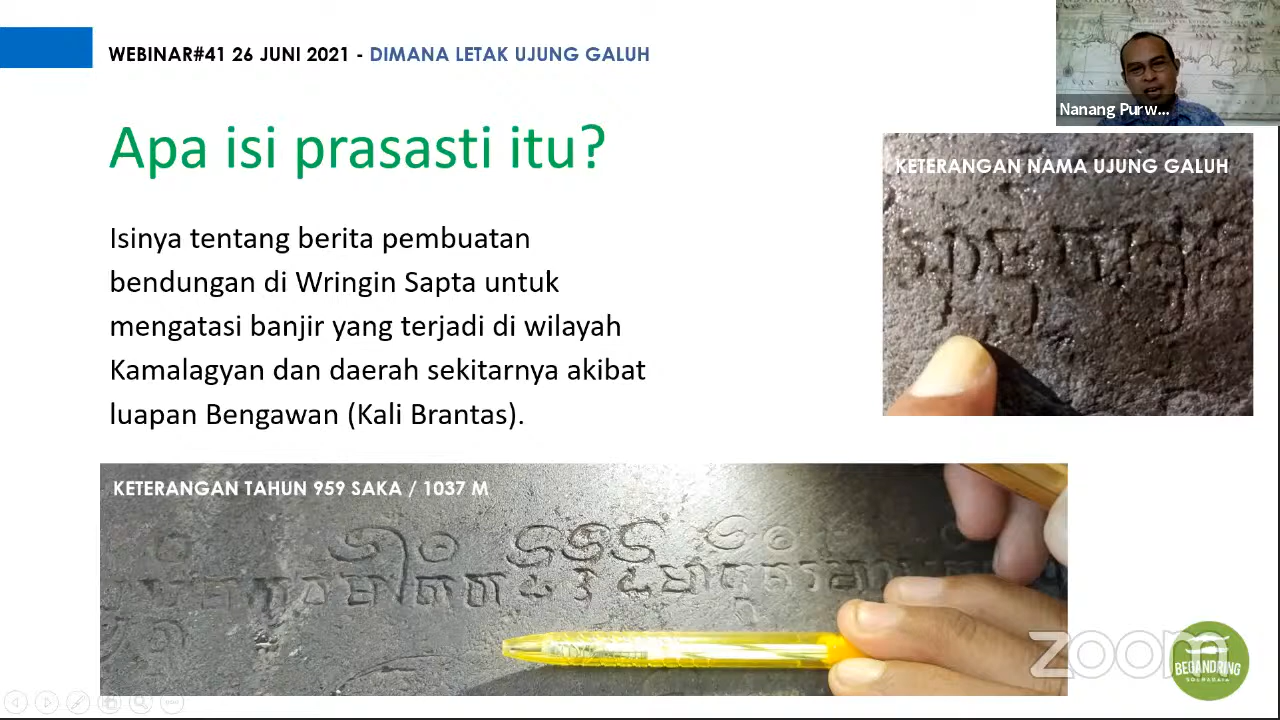 WEBINAR#41 26 JUNI 2021 - DIMANA LETAK UJUNG GALUH
Nanang Purw...
Apa isi prasasti itu?
KETERANGAN NAMA UJUNG GALUH
Isinya tentang berita pembuatan
bendungan di Wringin Sapta untuk
mengatasi banjir yang terjadi di wilayah
Kamalagyan dan daerah sekitarnya akibat
luapan Bengawan (Kali Brantas).
KETERANGAN TAHUN 959 SAKA / 1037 M
zoom
BEGANDRING
SOERABAIA